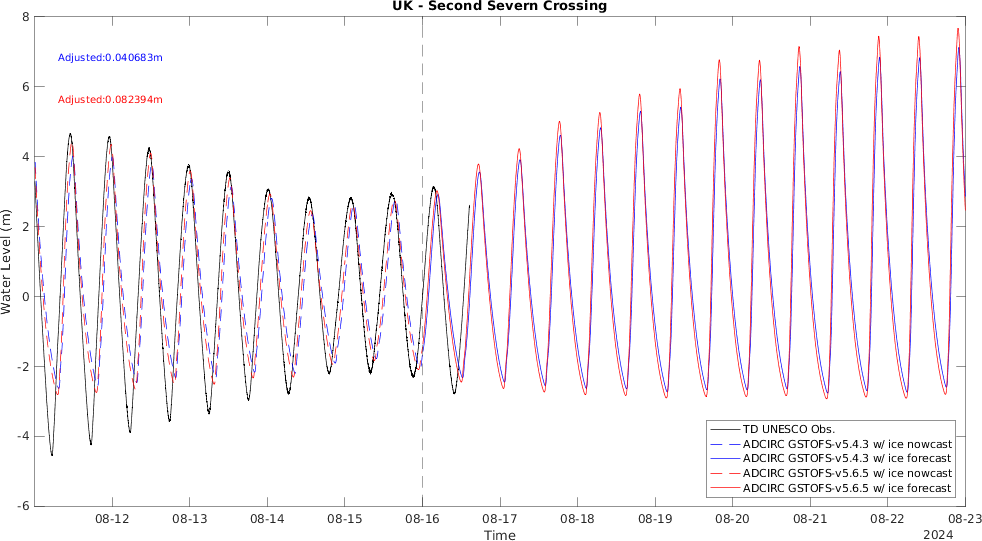 UK - Second Severn Crossing
8
6
4
2
0
-2
-4
-6
Water Level (m)
Adjusted:0.040683m
Adjusted:0.082394m
TD UNESCO Obs.
ADCIRC GSTOFS-v5.4.3 w/ ice nowcast
ADCIRC GSTOFS-v5.4.3 w/ ice forecast
ADCIRC GSTOFS-v5.6.5 w/ ice nowcast
ADCIRC GSTOFS-v5.6.5 w/ ice forecast
08-12 08-13 08-14 08-15 08-16 08-17 08-18 08-19 08-20 08-21 08-22 08-23
Time
2024